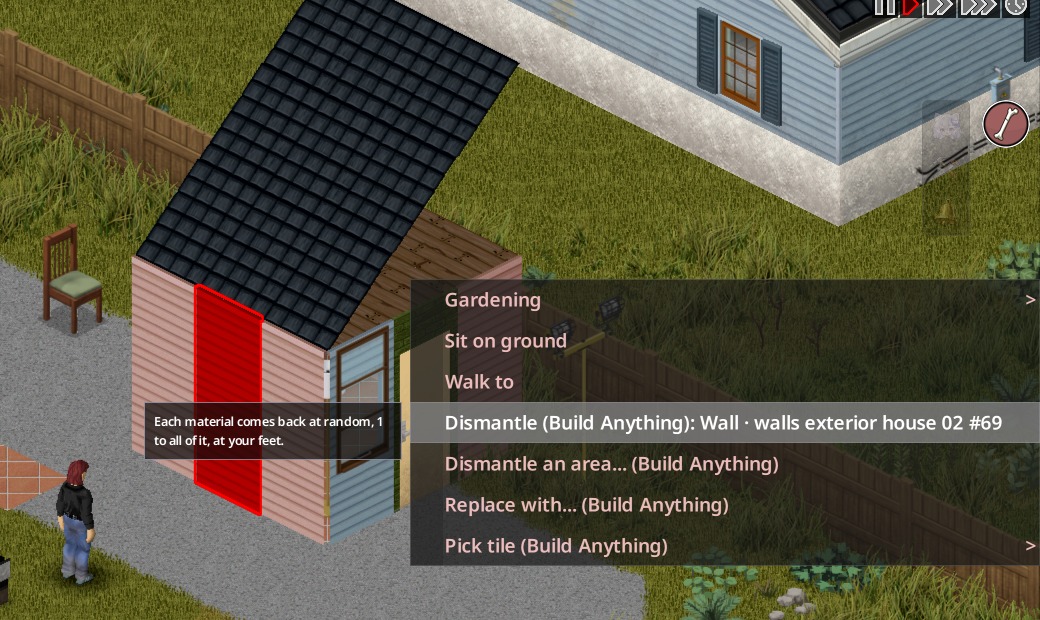 Gardening >
Sit on ground
Walk to
Dismantle (Build Anything): Wall · walls exterior house 02 #69
Each material comes back at random, 1
to all of it, at your feet.
Dismantle an area... (Build Anything)
Replace with... (Build Anything)
Pick tile (Build Anything) >